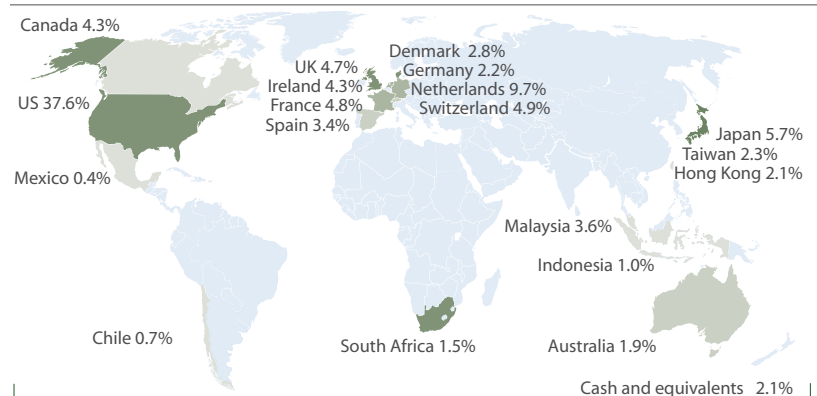 Canada 4.3%
US 37.6%
Mexico 0.4%
Chile 0.7%
UK 4.7%
Ireland 4.3%
France 4.8%
Spain 3.4%
Denmark 2.8%
Germany 2.2%
Netherlands 9.7%
Switzerland 4.9%
South Africa 1.5%
Japan 5.7%
Taiwan 2.3%
Hong Kong 2.1%
Malaysia 3.6%
Indonesia 1.0%
Australia 1.9%
Cash and equivalents 2.1%